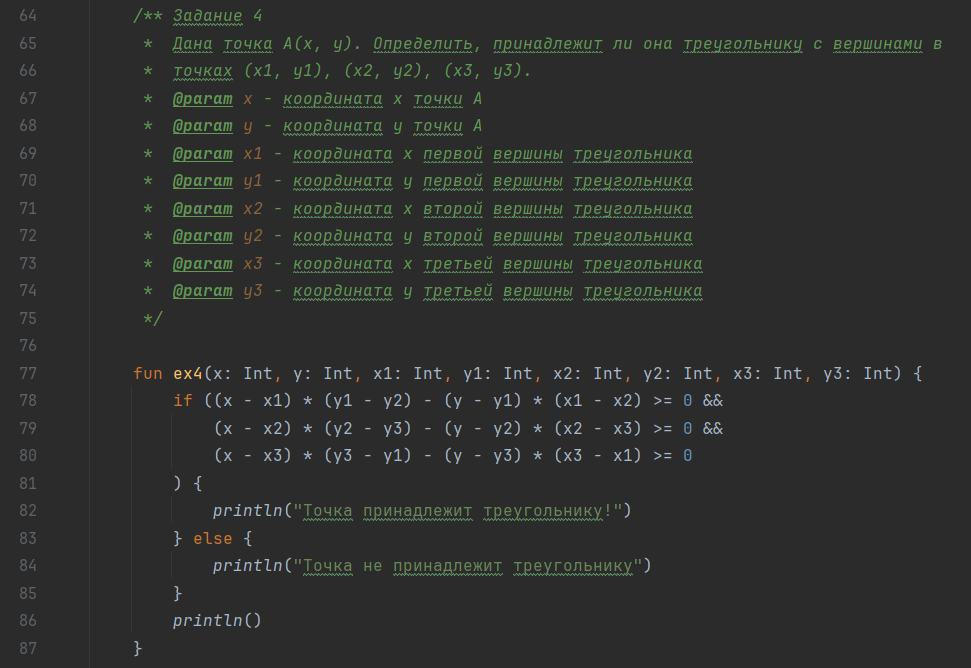 64 /** Задание 4
65 * Дана точка A(x, y). Определить, принадлежит ли она треугольнику с вершинами в
66 * точках (x1, y1), (x2, y2), (x3, y3).
67 * @param x - координата x точки A
68 * @param y - координата y точки A
69 * @param x1 - координата x первой вершины треугольника
70 * @param y1 - координата y первой вершины треугольника
71 * @param x2 - координата x второй вершины треугольника
72 * @param y2 - координата y второй вершины треугольника
73 * @param x3 - координата x третьей вершины треугольника
74 * @param y3 - координата y третьей вершины треугольника
75 */
76
77 fun ex4(x: Int, y: Int, x1: Int, y1: Int, x2: Int, y2: Int, x3: Int, y3: Int) {
78 if ((x - x1) * (y1 - y2) - (y - y1) * (x1 - x2) >= 0 &&
79 (x - x2) * (y2 - y3) - (y - y2) * (x2 - x3) >= 0 &&
80 (x - x3) * (y3 - y1) - (y - y3) * (x3 - x1) >= 0
81 ) {
82 println("Точка принадлежит треугольнику!")
83 } else {
84 println("Точка не принадлежит треугольнику")
85 }
86 println()
87 }